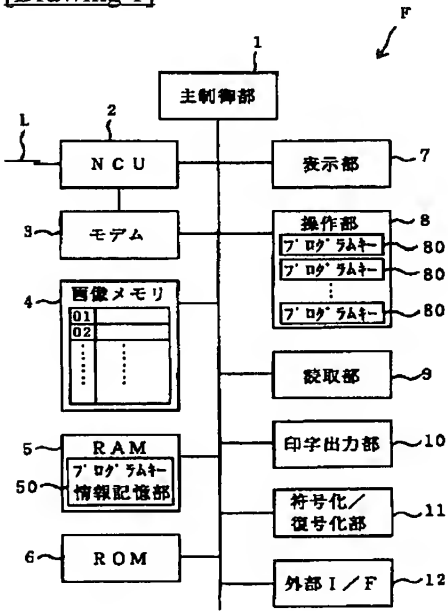 [Drawing 1]
F
1
主制御部
L
2
NCU
表示部
7
3
モデム
操作部
8
プログラムキー
80
プログラムキー
80
プログラムキー
80
4
画像メモリ
01
02
読取部
9
5
RAM
プログラムキー
50
情報記憶部
印字出力部
10
符号化/
復号化部
11
6
ROM
外部I/F
12